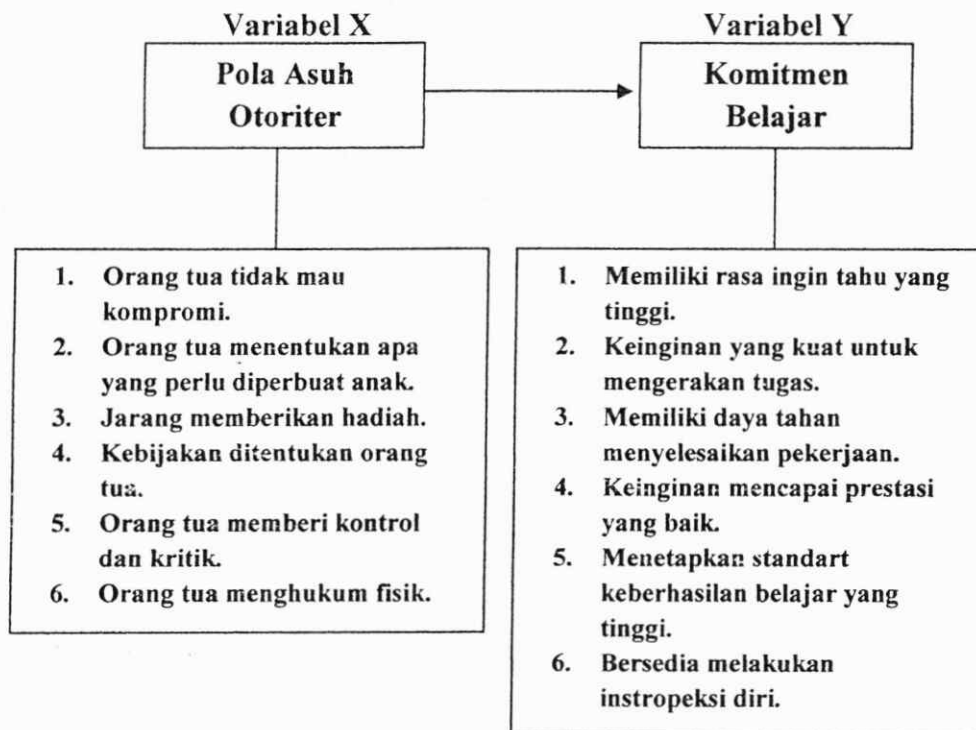 Variabel X
Pola Asuh
Otoriter
1. Orang tua tidak mau
kompromi.
2. Orang tua menentukan apa
yang perlu diperbuat anak.
3. Jarang memberikan hadiah.
4. Kebijakan ditentukan orang
tua.
5. Orang tua memberi kontrol
dan kritik.
6. Orang tua menghukum fisik.
Variabel Y
Komitmen
Belajar
1. Memiliki rasa ingin tahu yang
tinggi.
2. Keinginan yang kuat untuk
mengerakan tugas.
3. Memiliki daya tahan
menyelesaikan pekerjaan.
4. Keinginan mencapai prestasi
yang baik.
5. Menetapkan standart
keberhasilan belajar yang
tinggi.
6. Bersedia melakukan
instropeksi diri.